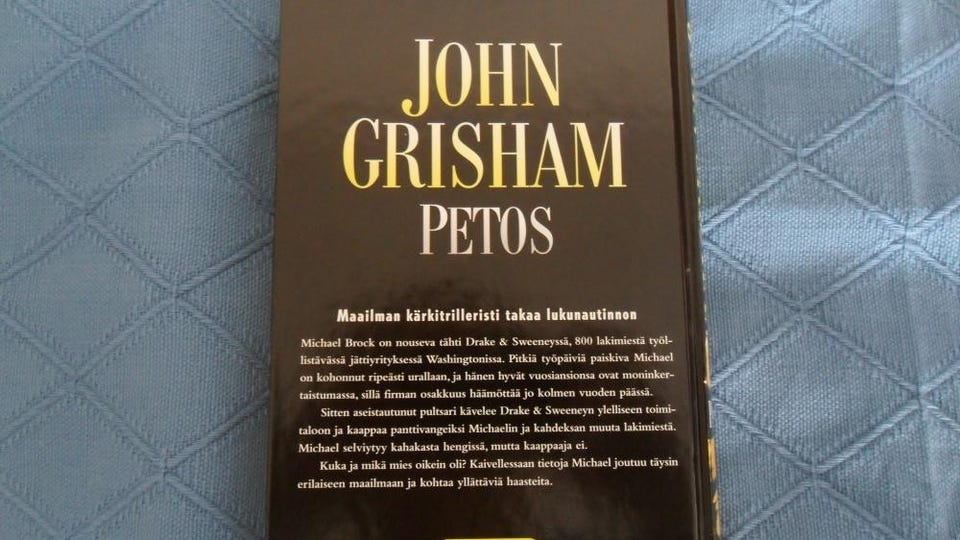 JOHN
GRISHAM
PETOS
Maailman kärkitrilleristi takaa lukunautinnon
Michael Brock on nouseva tähti Drake & Sweeneyssä, 800 lakimiestä työl-
listävässä jättiyrityksessä Washingtonissa. Pitkiä työpäiviä paiskiva Michael
on kohonnut ripeästi urallaan, ja hänen hyvät vuosiansionsa ovat moninker-
taistumassa, sillä firman osakkuus häämöttää jo kolmen vuoden päässä.
Sitten aseistautunut pultsari kävelee Drake & Sweeneyn ylelliseen toimi-
taloon ja kaappaa panttivangeiksi Michaelin ja kahdeksan muuta lakimiestä.
Michael selviytyy kahakasta hengissä, mutta kaappaaja ei.
Kuka ja mikä mies oikein oli? Kaivellessaan tietoja Michael joutuu täysin
erilaiseen maailmaan ja kohtaa yllättäviä haasteita.